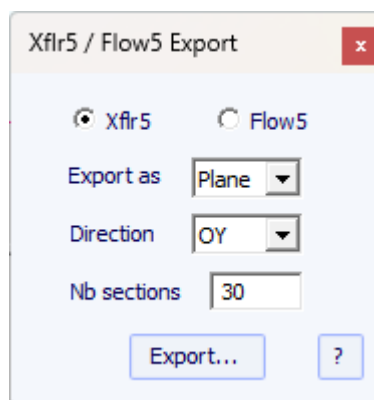 Xflr5 / Flow5 Export x
Xflr5 Flow5
Export as Plane
Direction OY
Nb sections 30
Export... ?